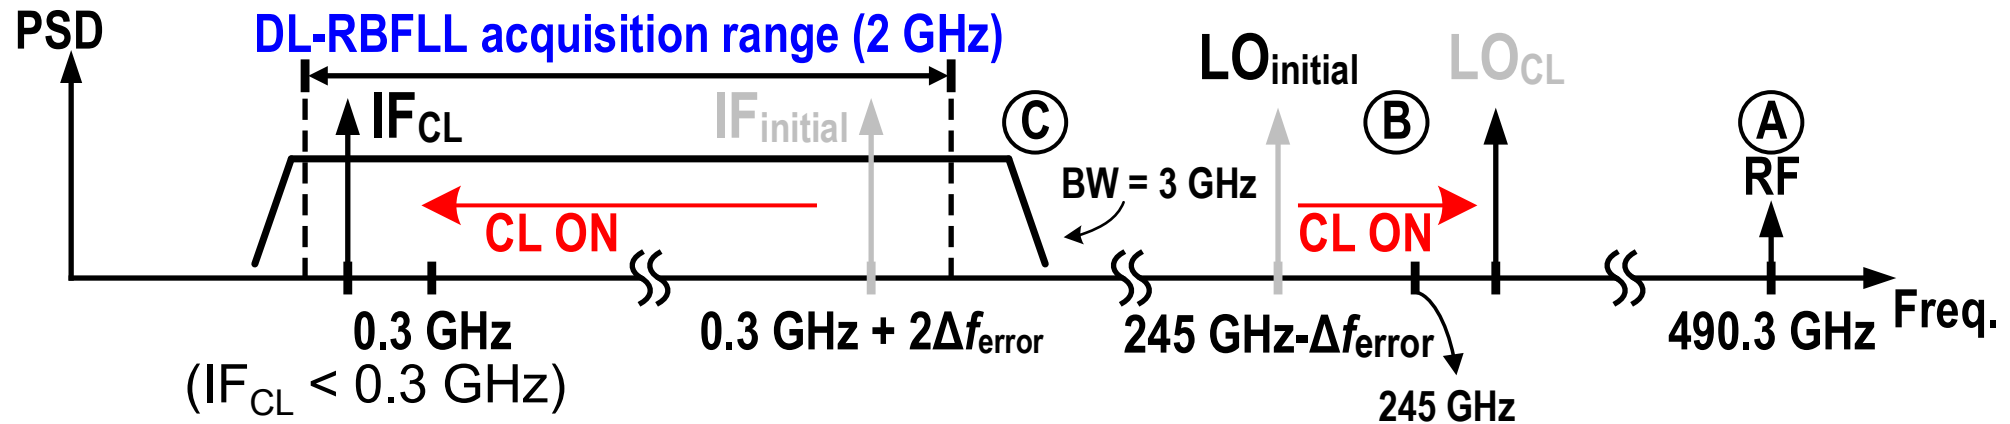 PSD
DL-RBFLL acquisition range (2 GHz)
LOinitial
LOCL
IFCL
IFinitial
C
B
A
RF
BW = 3 GHz
CL ON
CL ON
0.3 GHz
0.3 GHz + 2Δferror
245 GHz-Δferror
490.3 GHz
Freq.
(IFCL < 0.3 GHz)
245 GHz